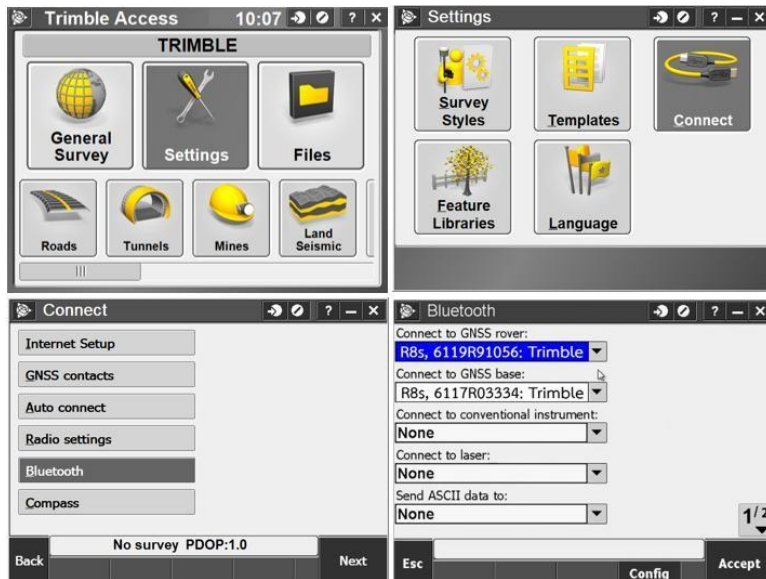 Trimble Access 10:07 ? ×
TRIMBLE
General Survey
Settings
Files
Roads
Tunnels
Mines
Land Seismic
Settings ? – ×
Survey Styles
Templates
Connect
Feature Libraries
Language
Connect ? – ×
Internet Setup
GNSS contacts
Auto connect
Radio settings
Bluetooth
Compass
No survey PDOP:1.0
Back
Next
Bluetooth ? – ×
Connect to GNSS rover:
R8s, 6119R91056: Trimble
Connect to GNSS base:
R8s, 6117R03334: Trimble
Connect to conventional instrument:
None
Connect to laser:
None
Send ASCII data to:
None
1/2
Esc
Config
Accept